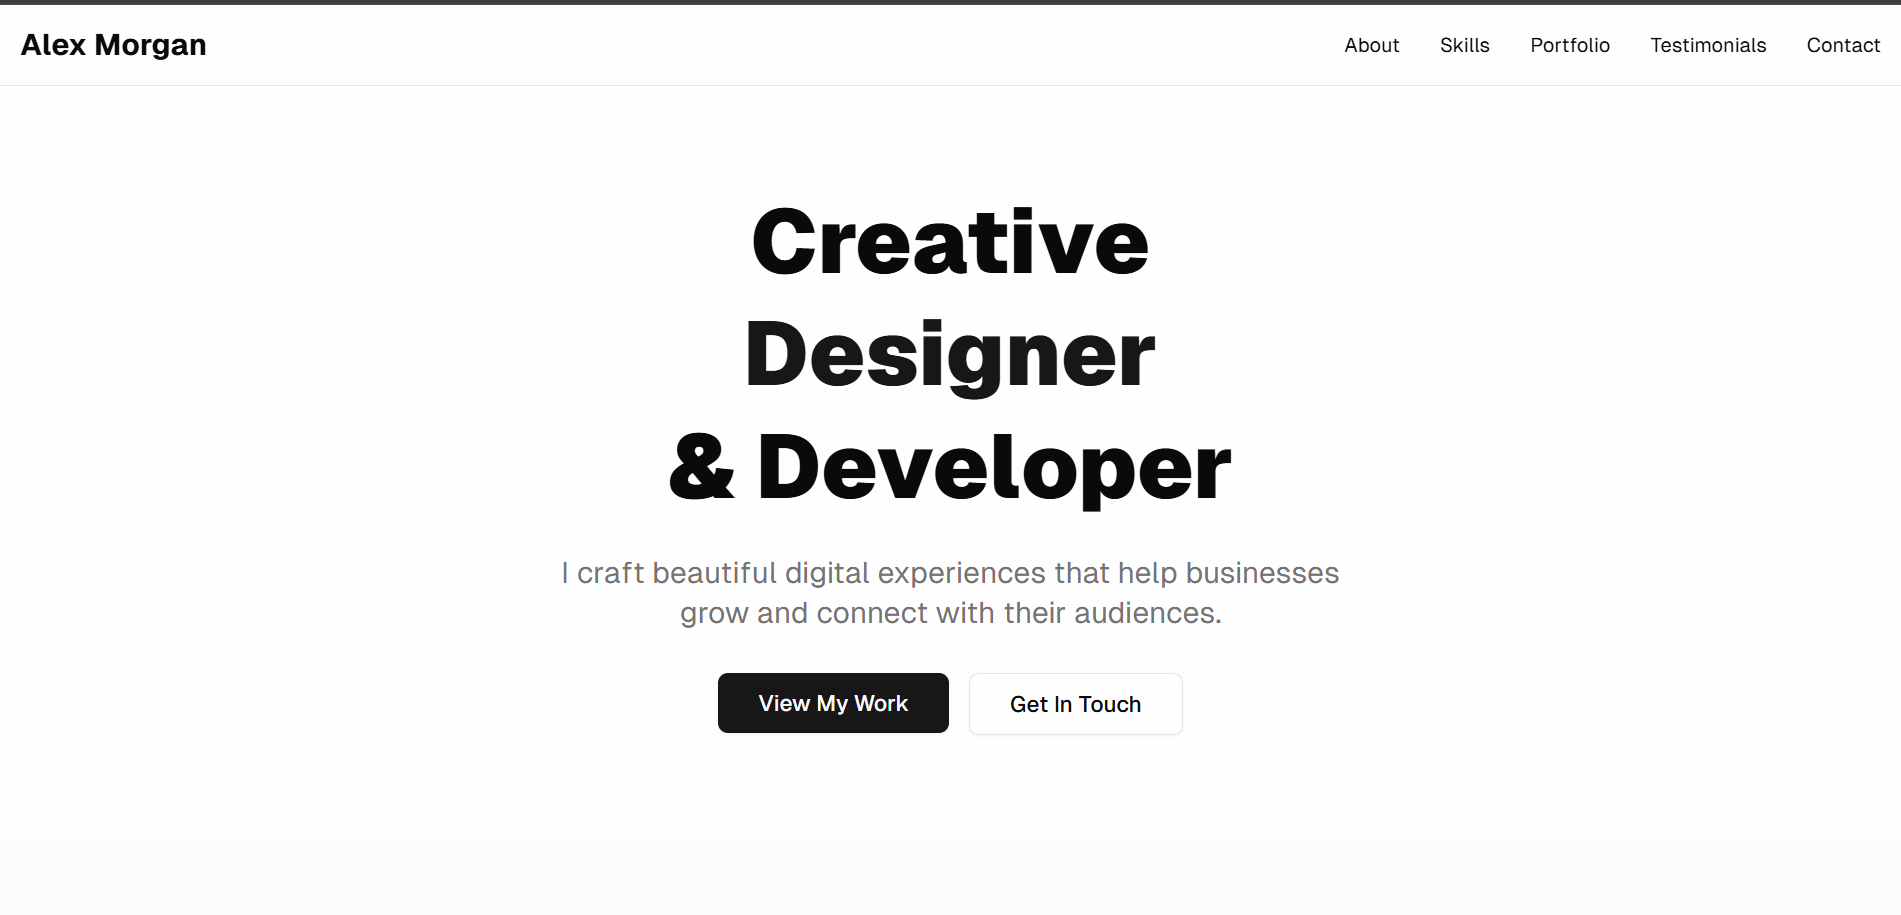 Alex Morgan
About Skills Portfolio Testimonials Contact
Creative
Designer
& Developer
I craft beautiful digital experiences that help businesses
grow and connect with their audiences.
View My Work
Get In Touch